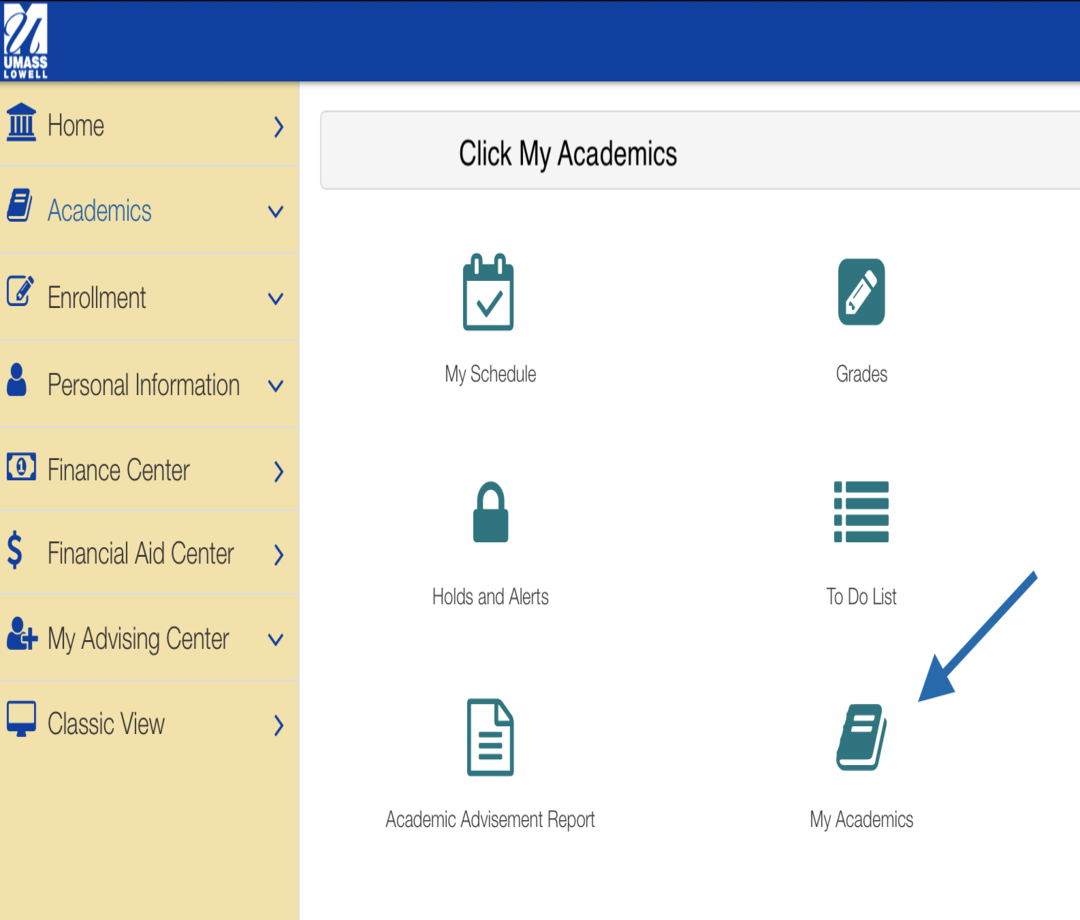 UMASS
LOWELL
Home
Academics
Enrollment
Personal Information
Finance Center
Financial Aid Center
My Advising Center
Classic View
Click My Academics
My Schedule
Grades
Holds and Alerts
To Do List
Academic Advisement Report
My Academics